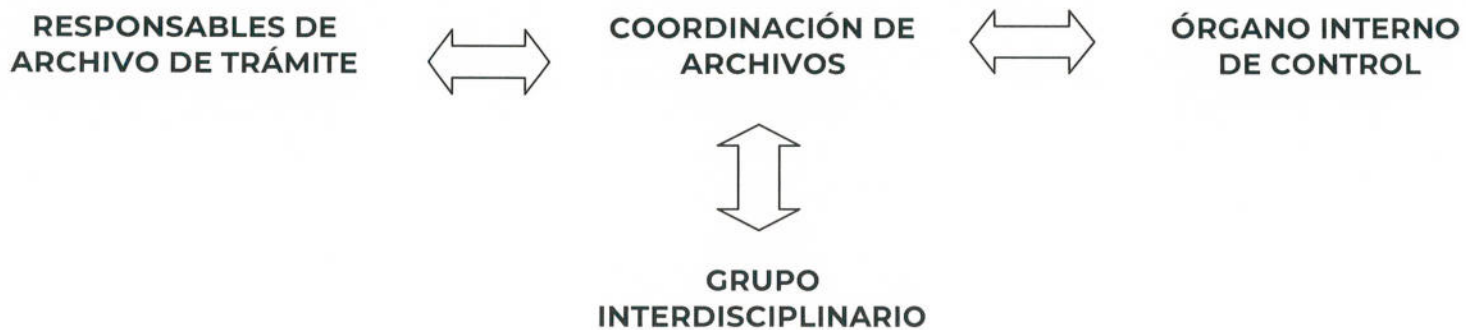 RESPONSABLES DE
ARCHIVO DE TRÁMITE
COORDINACIÓN DE
ARCHIVOS
ÓRGANO INTERNO
DE CONTROL
GRUPO
INTERDISCIPLINARIO